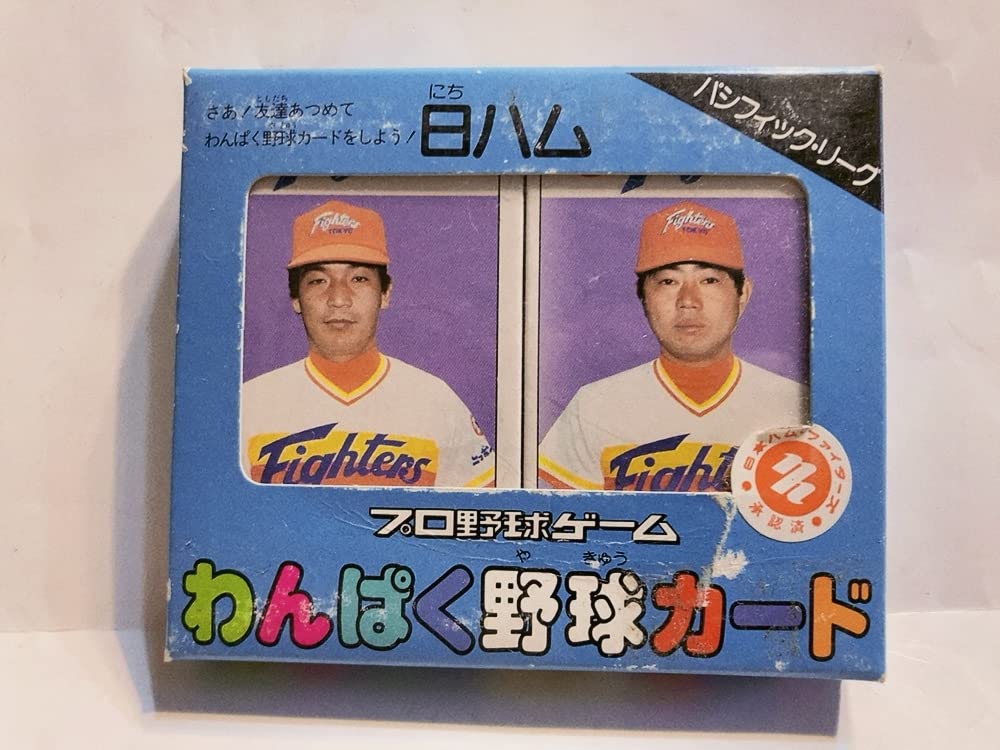 さあ!友達あつめて
わんぱく野球カードをしよう!
にち
日ハム
パシフィック・リーグ
Fighters
TOKYO
Fighters
TOKYO
Fighters
Fight
日本ハム・ファイターズ
承認済
プロ野球ゲーム
や きゅう
わんぱく野球カード